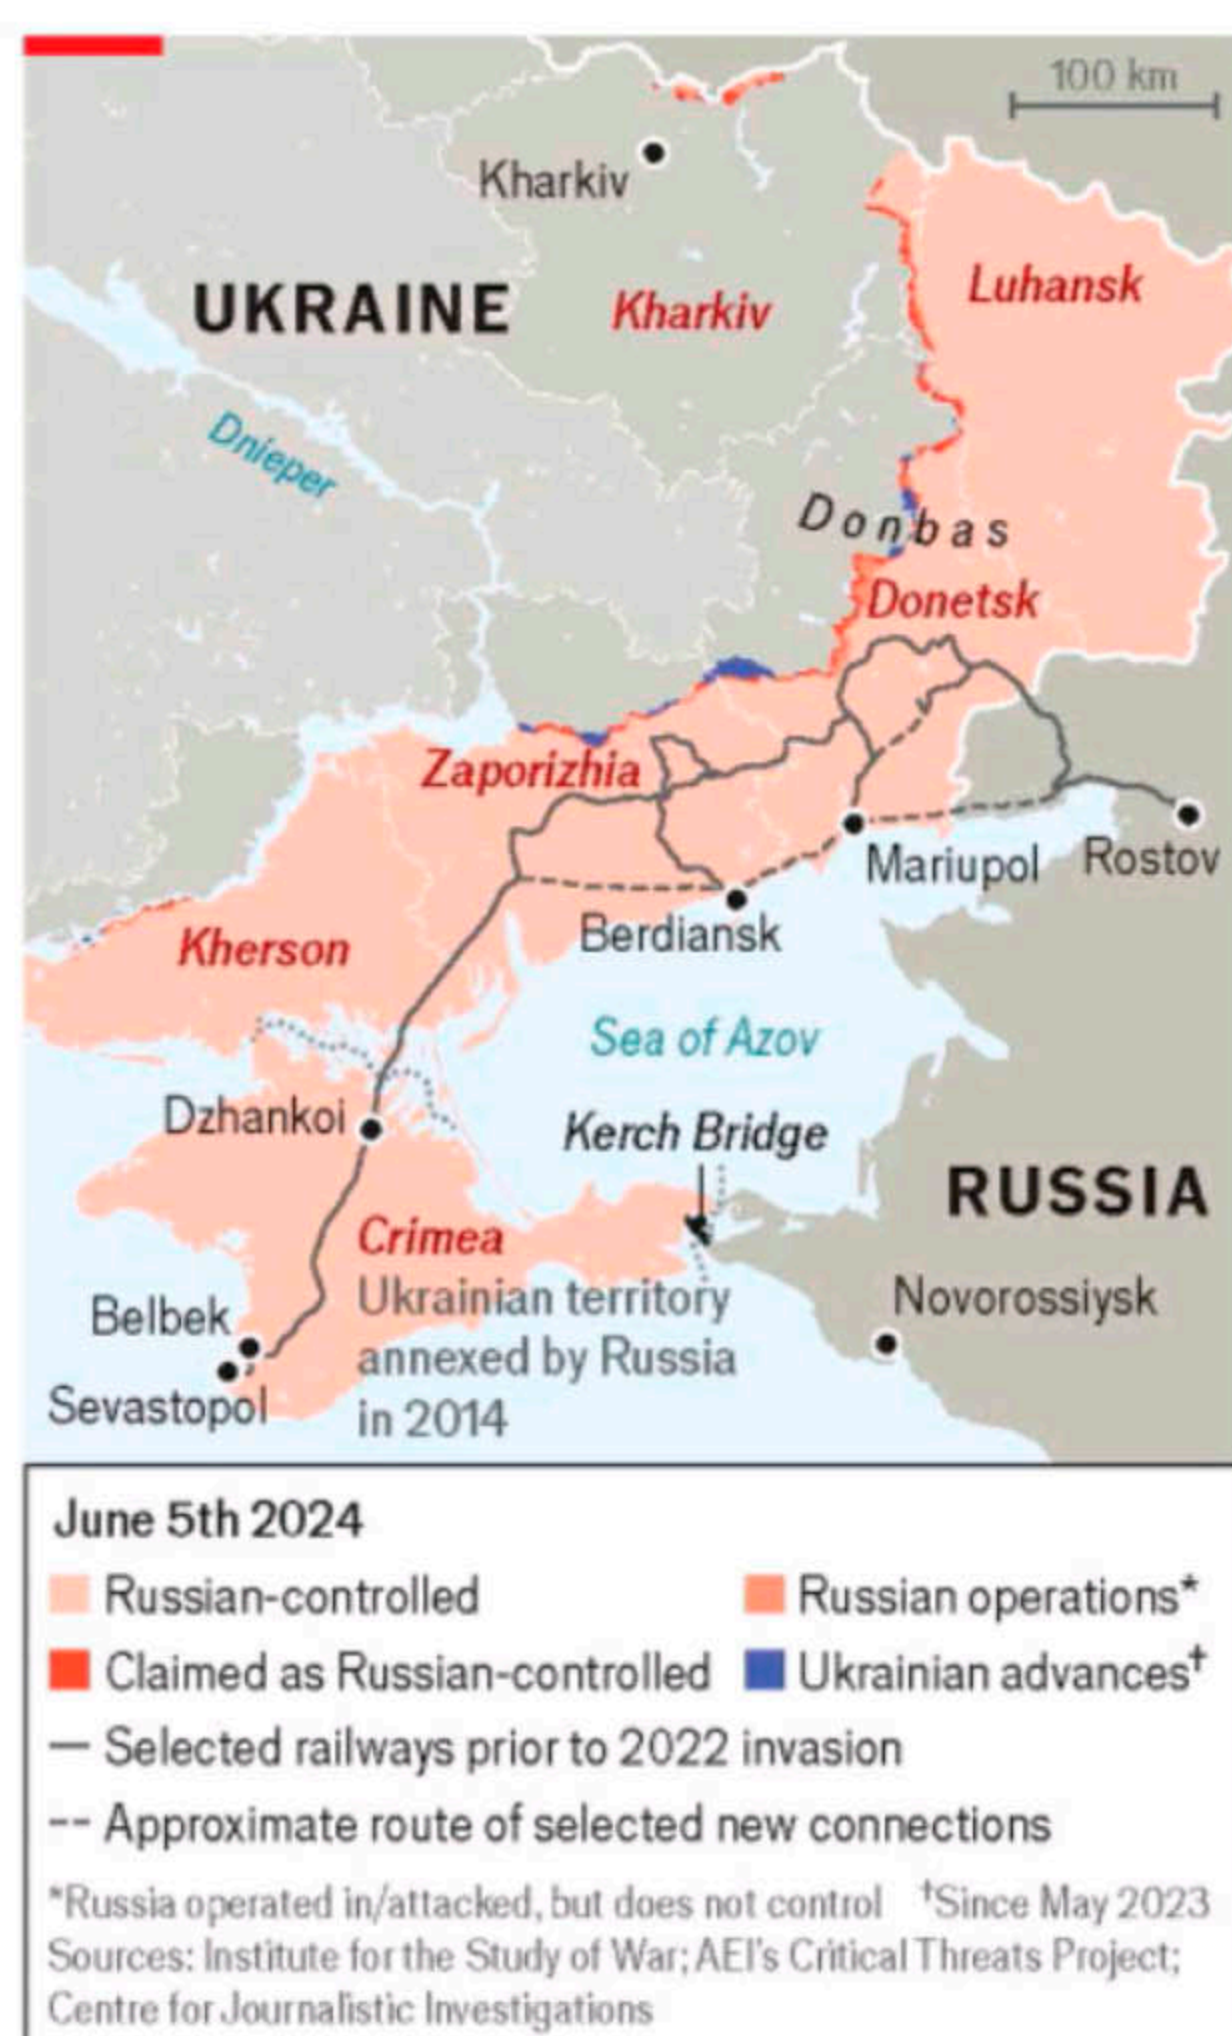 100 km
Kharkiv
UKRAINE
Kharkiv
Luhansk
Dnieper
Donbas
Donetsk
Zaporizhia
Mariupol
Rostov
Berdiansk
Kherson
Sea of Azov
Dzhankoi
Kerch Bridge
RUSSIA
Crimea
Ukrainian territory
annexed by Russia
in 2014
Belbek
Novorossiysk
Sevastopol
June 5th 2024
Russian-controlled
Russian operations*
Claimed as Russian-controlled
Ukrainian advances†
Selected railways prior to 2022 invasion
Approximate route of selected new connections
*Russia operated in/attacked, but does not control †Since May 2023
Sources: Institute for the Study of War; AEI's Critical Threats Project;
Centre for Journalistic Investigations